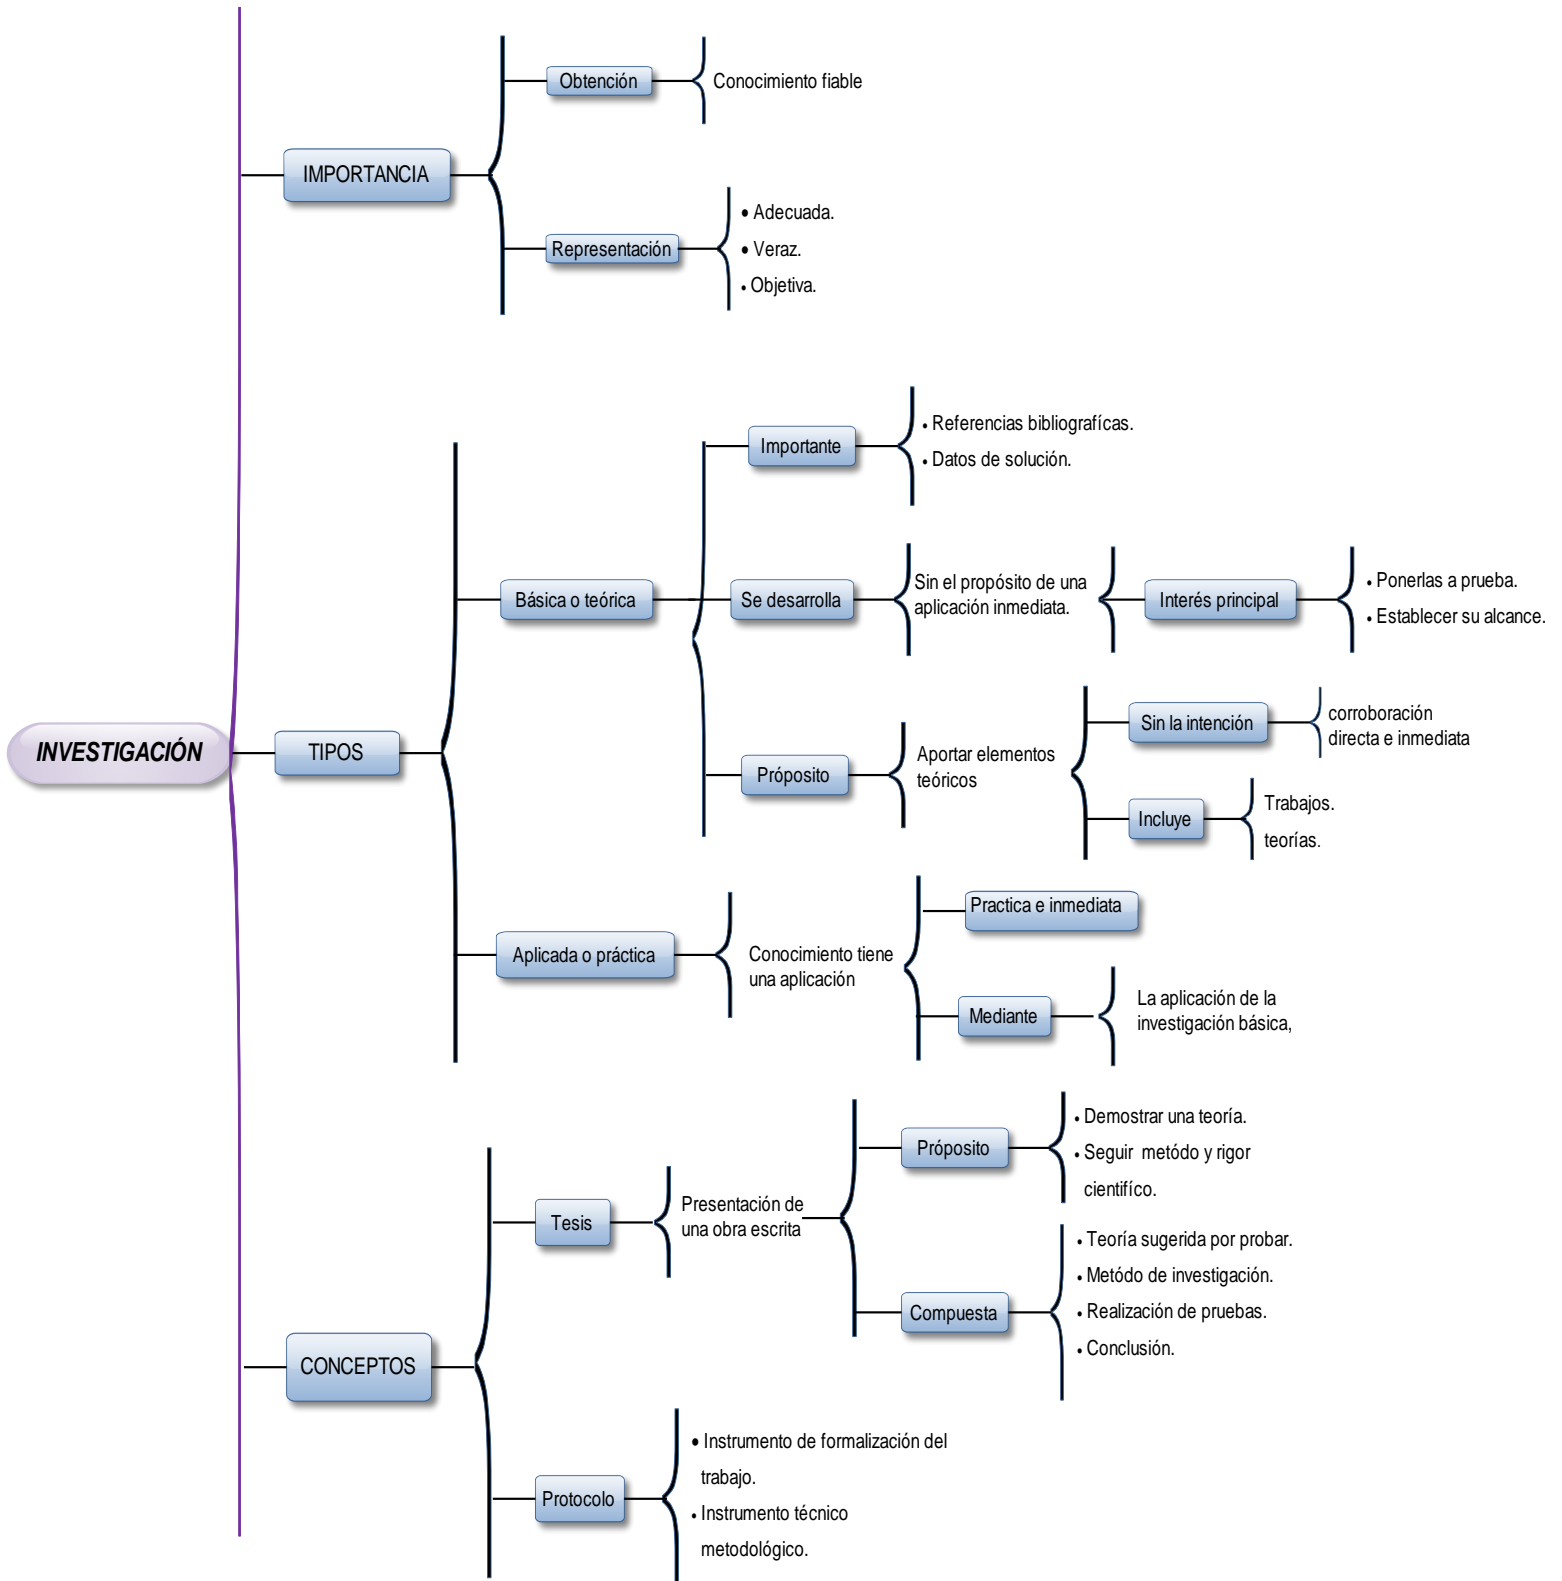 INVESTIGACIÓN
IMPORTANCIA
Obtención
Conocimiento fiable
Representación
• Adecuada.
• Veraz.
• Objetiva.
TIPOS
Básica o teórica
Importante
• Referencias bibliografícas.
• Datos de solución.
Se desarrolla
Sin el propósito de una
aplicación inmediata.
Interés principal
• Ponerlas a prueba.
• Establecer su alcance.
Próposito
Aportar elementos
teóricos
Sin la intención
corroboración
directa e inmediata
Incluye
Trabajos.
teorías.
Aplicada o práctica
Conocimiento tiene
una aplicación
Practica e inmediata
Mediante
La aplicación de la
investigación básica,
CONCEPTOS
Tesis
Presentación de
una obra escrita
Próposito
• Demostrar una teoría.
• Seguir metódo y rigor
cientifíco.
Compuesta
• Teoría sugerida por probar.
• Metódo de investigación.
• Realización de pruebas.
• Conclusión.
Protocolo
• Instrumento de formalización del
trabajo.
• Instrumento técnico
metodológico.